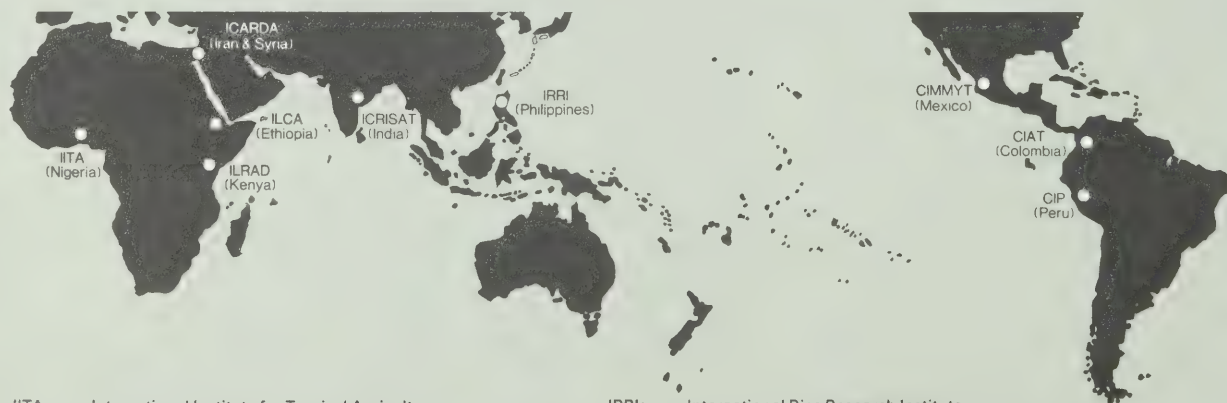 ICARDA
(Iran & Syria)
ILCA
(Ethiopia)
ICRISAT
(India)
IRRI
(Philippines)
IITA
(Nigeria)
ILRAD
(Kenya)
CIMMYT
(Mexico)
CIAT
(Colombia)
CIP
(Peru)
IITA International Institute for Tropical
IRRI International Rice Research Institute